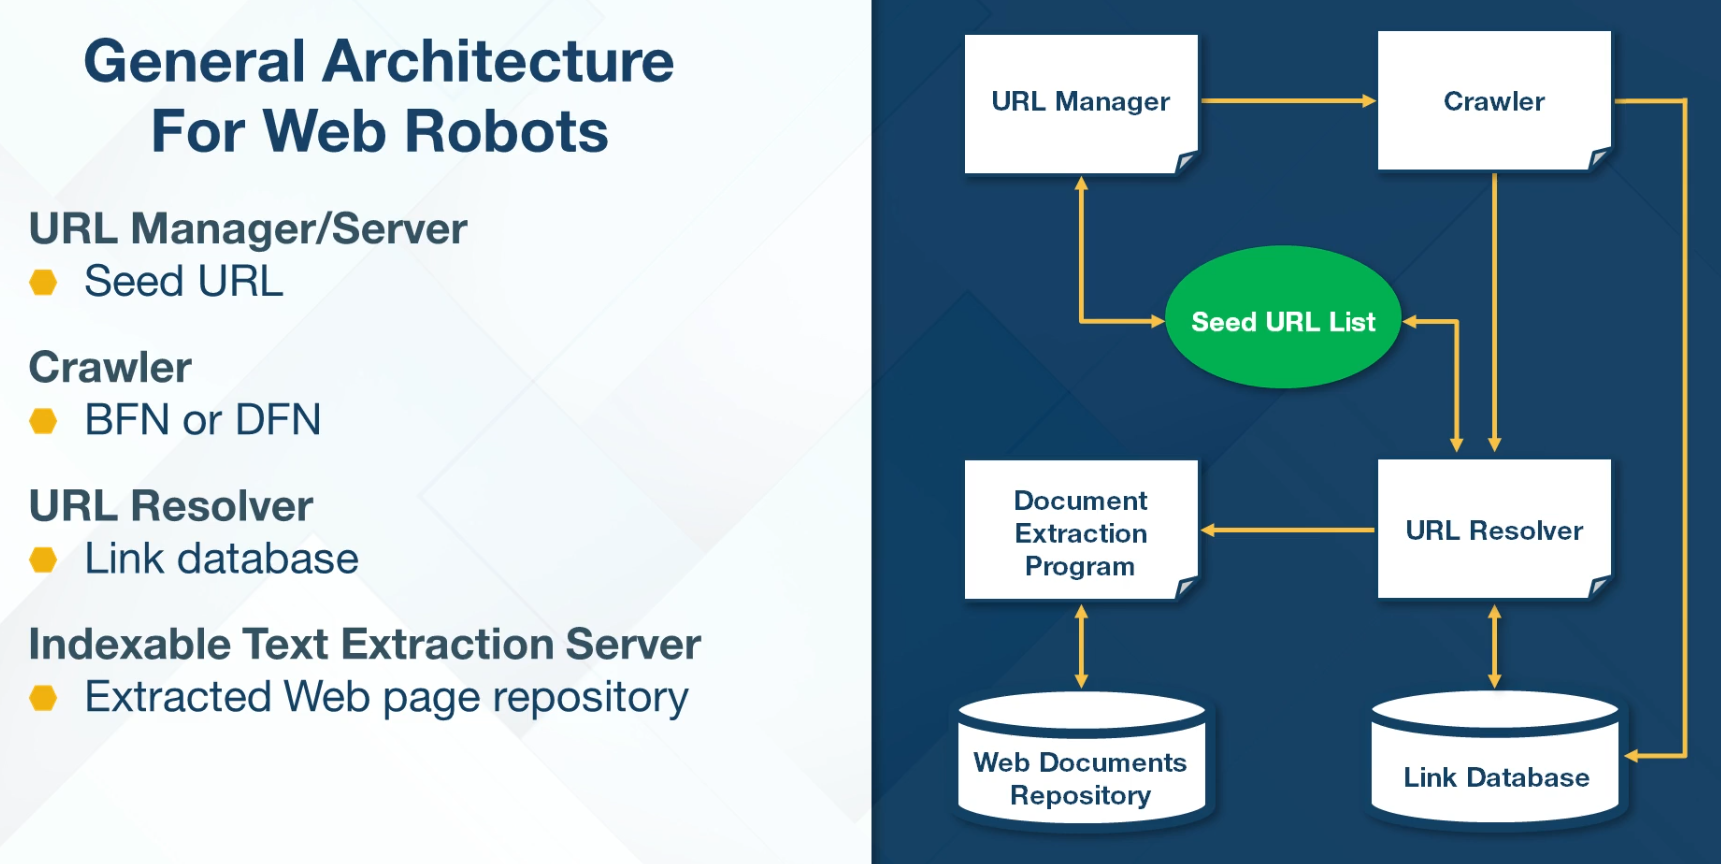 General Architecture
For Web Robots
URL Manager/Server
Seed URL
Crawler
BFN or DFN
URL Resolver
Link database
Indexable Text Extraction Server
Extracted Web page repository
URL Manager
Crawler
Seed URL List
Document
Extraction
Program
URL Resolver
Web Documents
Repository
Link Database